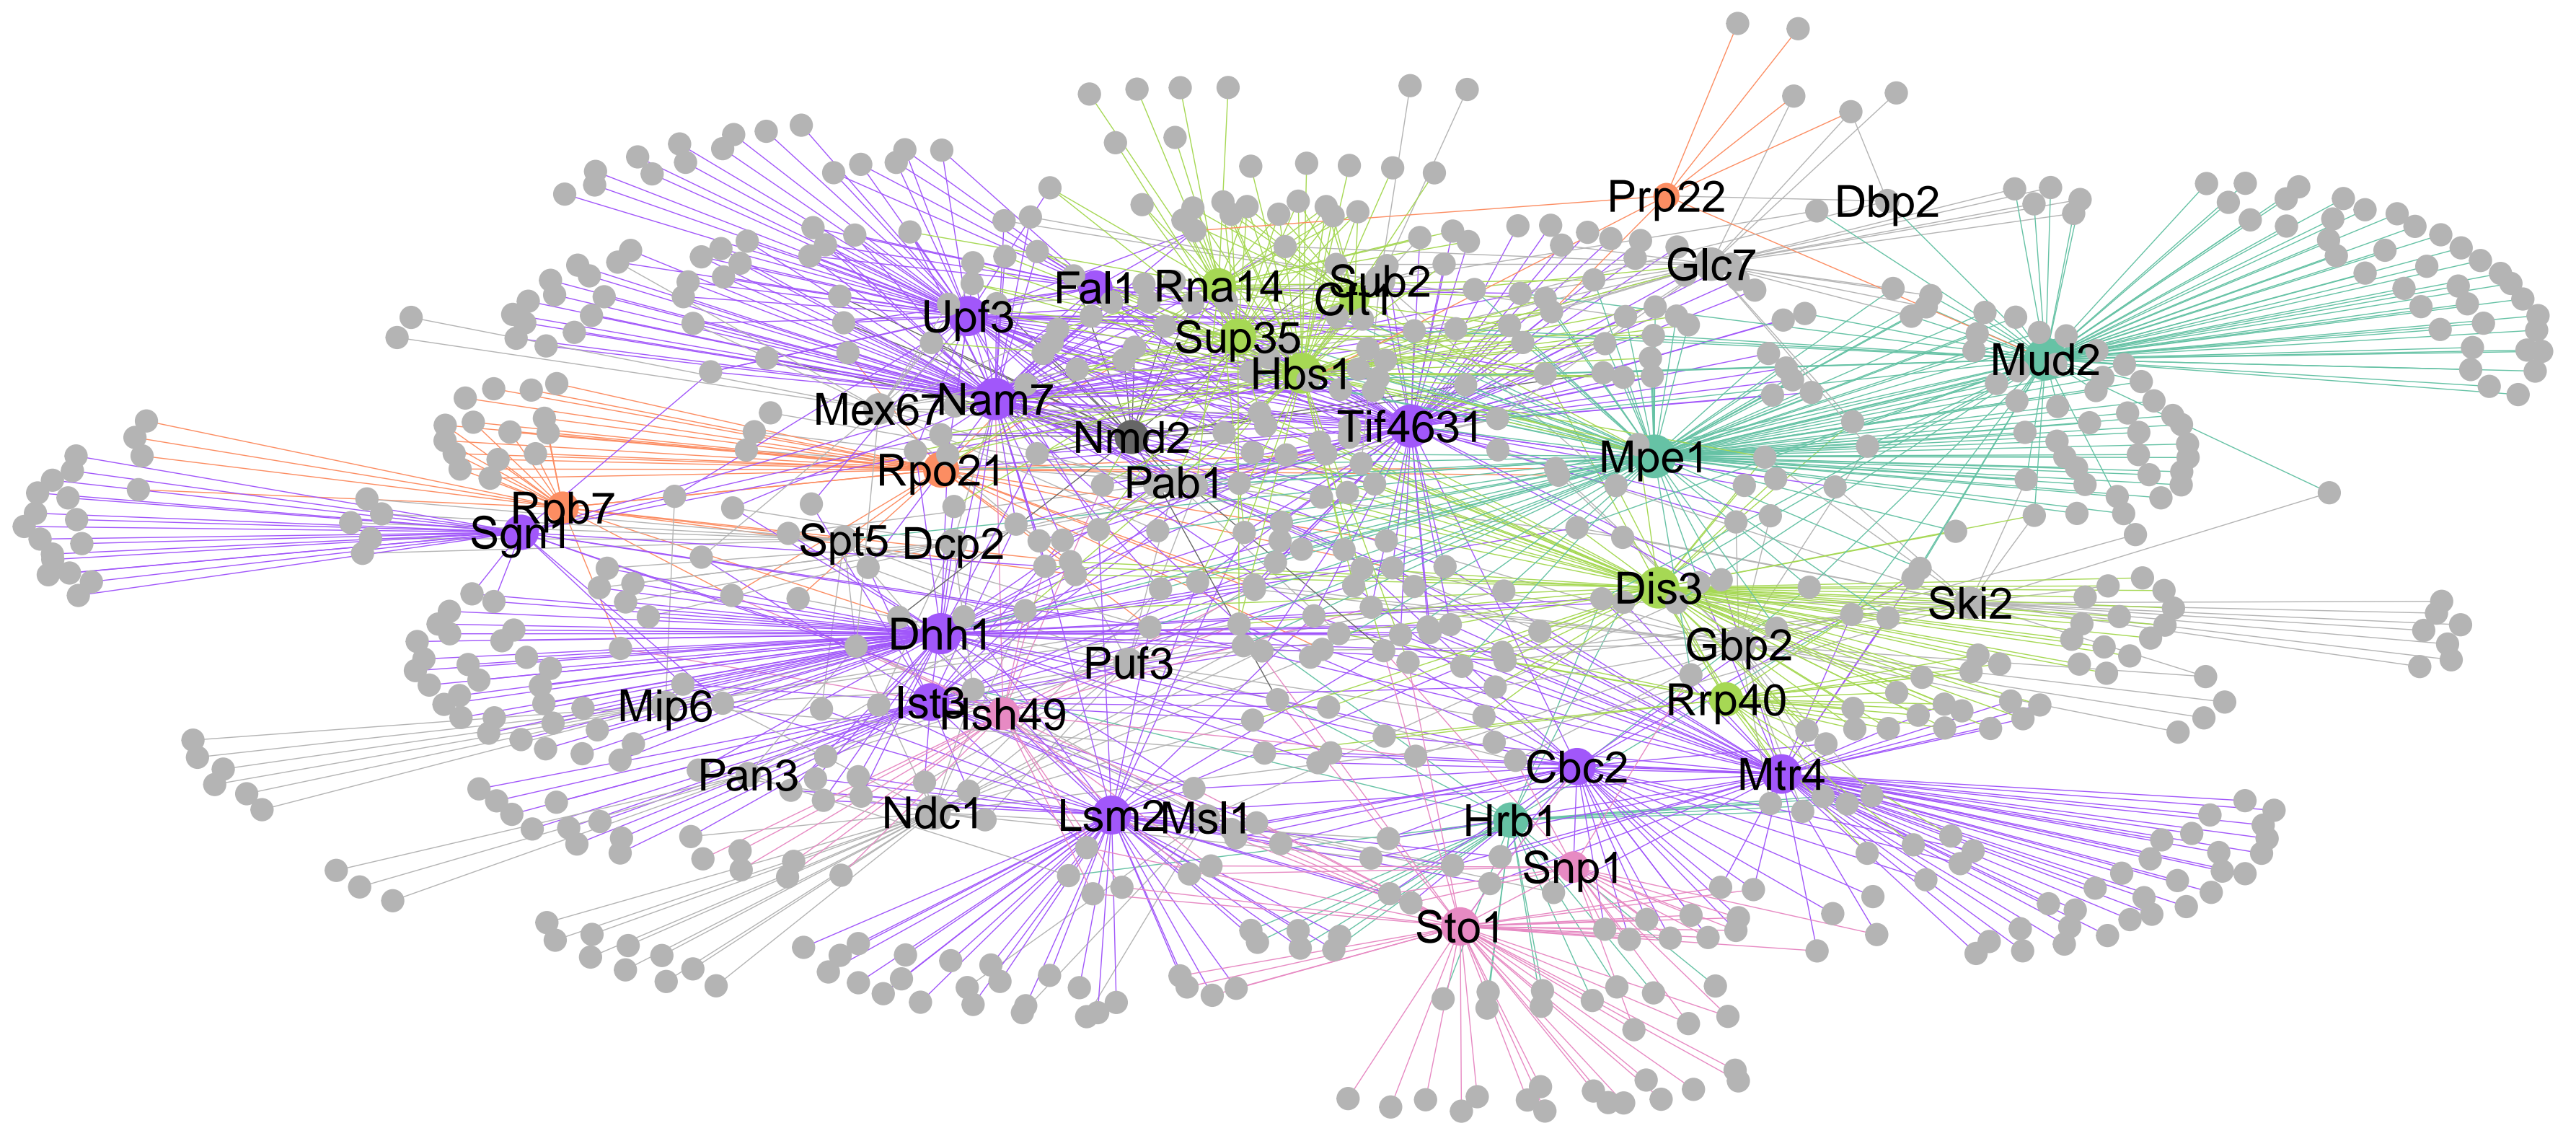 Prp22
Dbp2
Glc7
Sub2
Fal1
Rna14
Cft1
Upf3
Sup35
Mud2
Hbs1
Nam7
Mex67
Tif4631
Nmd2
Mpe1
Rpo21
Pab1
Rpb7
Sgn1
Spt5
Dcp2
Dis3
Ski2
Dhh1
Gbp2
Puf3
Ist3
Mip6
Hsh49
Rrp40
Cbc2
Pan3
Mtr4
Ndc1
Lsm2
Msl1
Hrb1
Snp1
Sto1